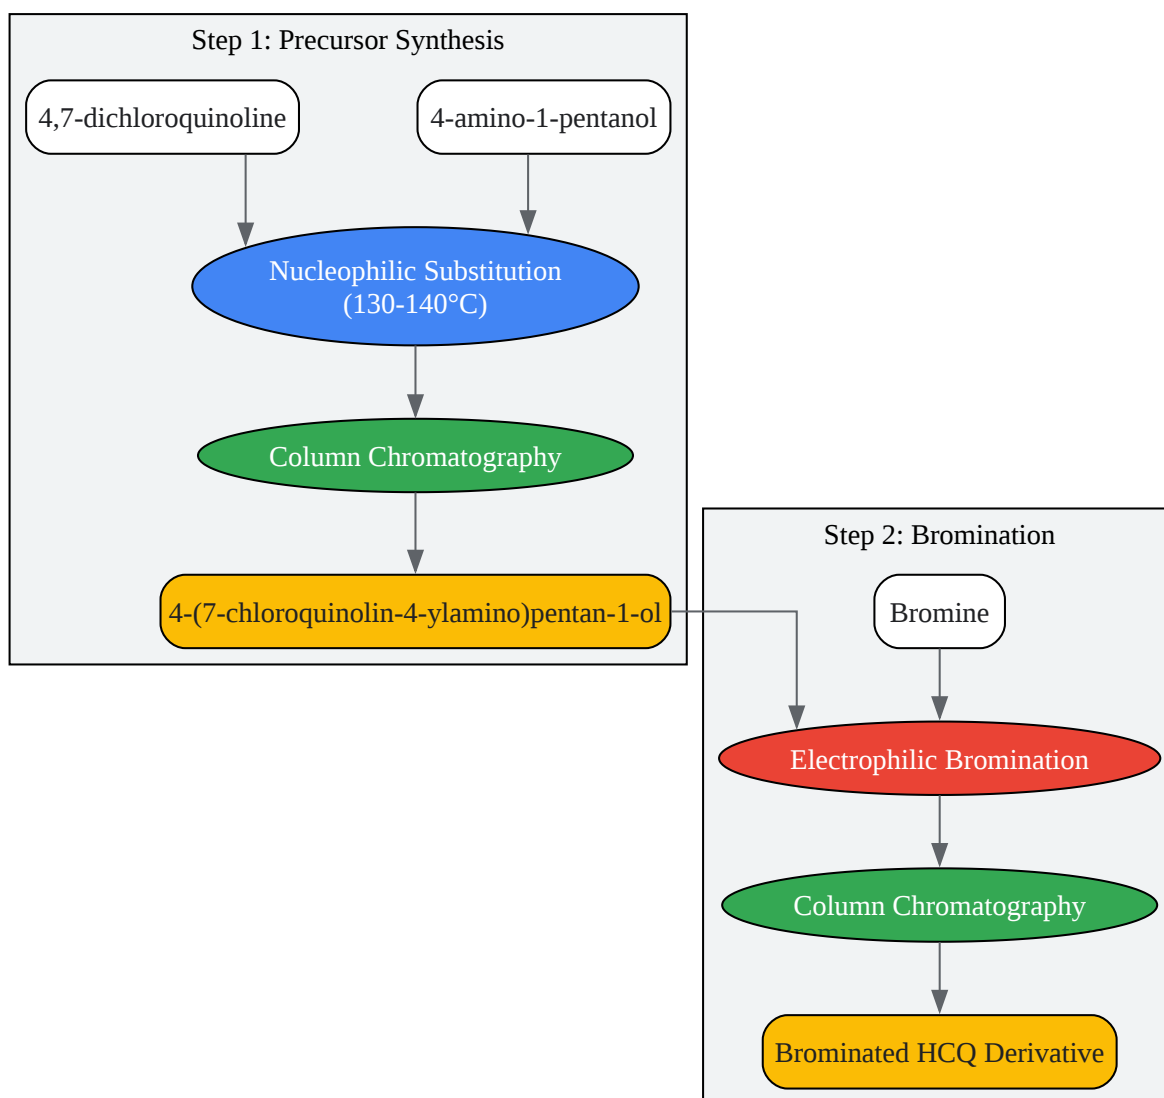 Step 1: Precursor Synthesis
4,7-dichloroquinoline
4-amino-1-pentanol
Nucleophilic Substitution
(130-140°C)
Column Chromatography
4-(7-chloroquinolin-4-ylamino)pentan-1-ol
Step 2: Bromination
Bromine
Electrophilic Bromination
Column Chromatography
Brominated HCQ Derivative